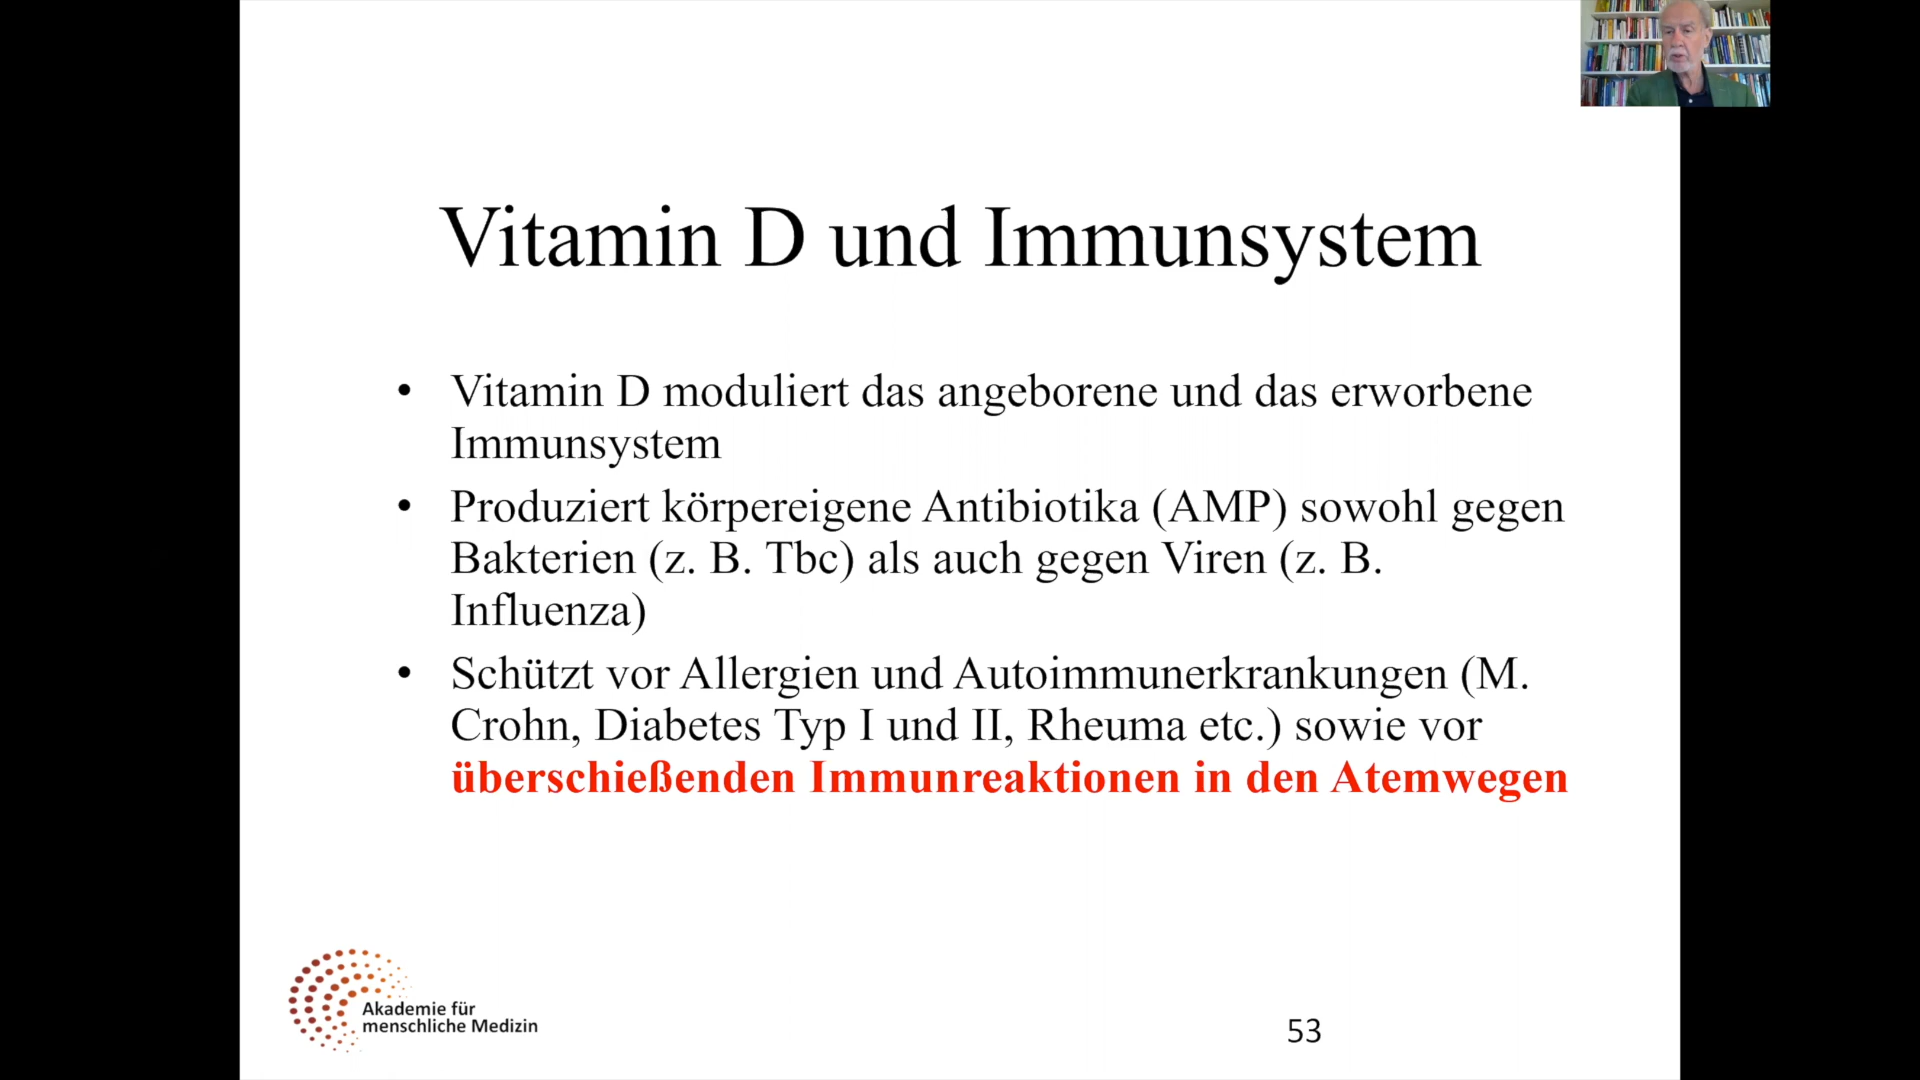 Vitamin D und Immunsystem
• Vitamin D moduliert das angeborene und das erworbene
Immunsystem
• Produziert körpereigene Antibiotika (AMP) sowohl gegen
Bakterien (z. B. Tbc) als auch gegen Viren (z. B.
Influenza)
• Schützt vor Allergien und Autoimmunerkrankungen (M.
Crohn, Diabetes Typ I und II, Rheuma etc.) sowie vor
überschießenden Immunreaktionen in den Atemwegen
Akademie für
menschliche Medizin
53